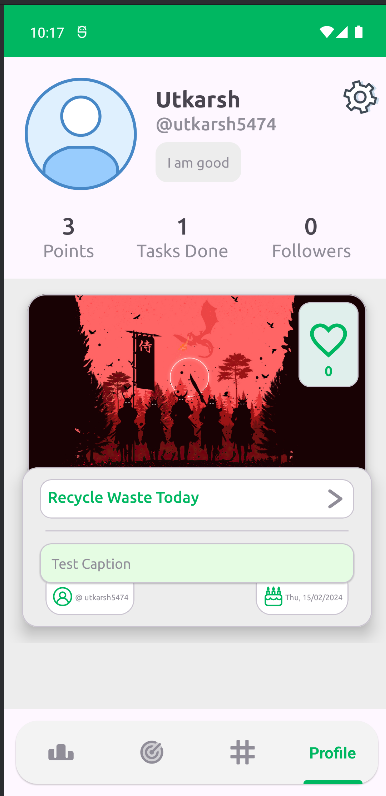 10:17
Utkarsh
@utkarsh5474
I am good
3 1 0
Points Tasks Done Followers
侍
0
Recycle Waste Today
Test Caption
@ utkarsh5474 Thu, 15/02/2024
Profile